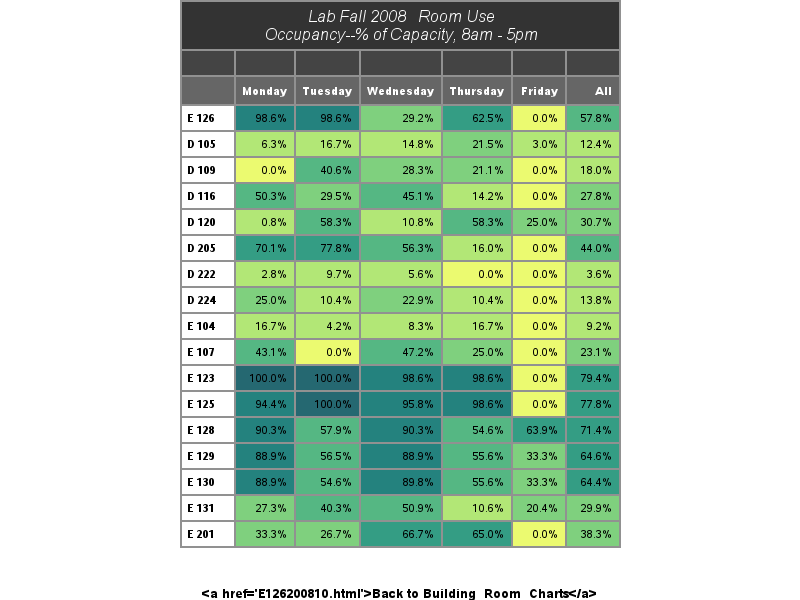 Lab Fall 2008 Room Use
Occupancy--% of Capacity, 8am - 5pm
Monday Tuesday Wednesday Thursday Friday All
E 126 98.6% 98.6% 29.2% 62.5% 0.0% 57.8%
D 105 6.3% 16.7% 14.8% 21.5% 3.0% 12.4%
D 109 0.0% 40.6% 28.3% 21.1% 0.0% 18.0%
D 116 50.3% 29.5% 45.1% 14.2% 0.0% 27.8%
D 120 0.8% 58.3% 10.8% 58.3% 25.0% 30.7%
D 205 70.1% 77.8% 56.3% 16.0% 0.0% 44.0%
D 222 2.8% 9.7% 5.6% 0.0% 0.0% 3.6%
D 224 25.0% 10.4% 22.9% 10.4% 0.0% 13.8%
E 104 16.7% 4.2% 8.3% 16.7% 0.0% 9.2%
E 107 43.1% 0.0% 47.2% 25.0% 0.0% 23.1%
E 123 100.0% 100.0% 98.6% 98.6% 0.0% 79.4%
E 125 94.4% 100.0% 95.8% 98.6% 0.0% 77.8%
E 128 90.3% 57.9% 90.3% 54.6% 63.9% 71.4%
E 129 88.9% 56.5% 88.9% 55.6% 33.3% 64.6%
E 130 88.9% 54.6% 89.8% 55.6% 33.3% 64.4%
E 131 27.3% 40.3% 50.9% 10.6% 20.4% 29.9%
E 201 33.3% 26.7% 66.7% 65.0% 0.0% 38.3%
<a href='E126200810.html'>Back to Building_Room_Charts</a>